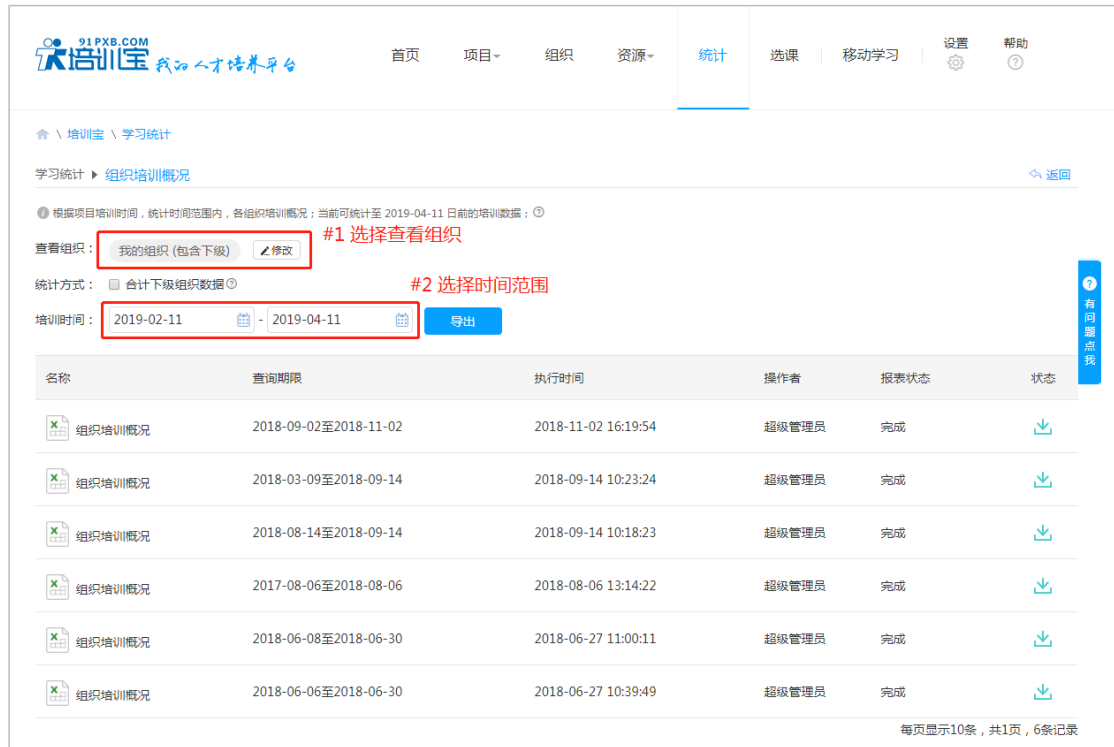 91PXB.COM
培训宝 我的人才培养平台
首页 项目 组织 资源 统计 选课 移动学习 设置 帮助
\ 培训宝 \ 学习统计
学习统计 ▶ 组织培训概况 返回
根据项目培训时间，统计时间范围内，各组织培训概况；当前可统计至 2019-04-11 日前的培训数据；
#1 选择查看组织
查看组织： 我的组织 (包含下级) 修改
统计方式： 合计下级组织数据
#2 选择时间范围
培训时间： 2019-02-11 - 2019-04-11 导出
有问题点我
名称 查询期限 执行时间 操作者 报表状态 状态
组织培训概况 2018-09-02至2018-11-02 2018-11-02 16:19:54 超级管理员 完成
组织培训概况 2018-03-09至2018-09-14 2018-09-14 10:23:24 超级管理员 完成
组织培训概况 2018-08-14至2018-09-14 2018-09-14 10:18:23 超级管理员 完成
组织培训概况 2017-08-06至2018-08-06 2018-08-06 13:14:22 超级管理员 完成
组织培训概况 2018-06-08至2018-06-30 2018-06-27 11:00:11 超级管理员 完成
组织培训概况 2018-06-06至2018-06-30 2018-06-27 10:39:49 超级管理员 完成
每页显示10条，共1页，6条记录